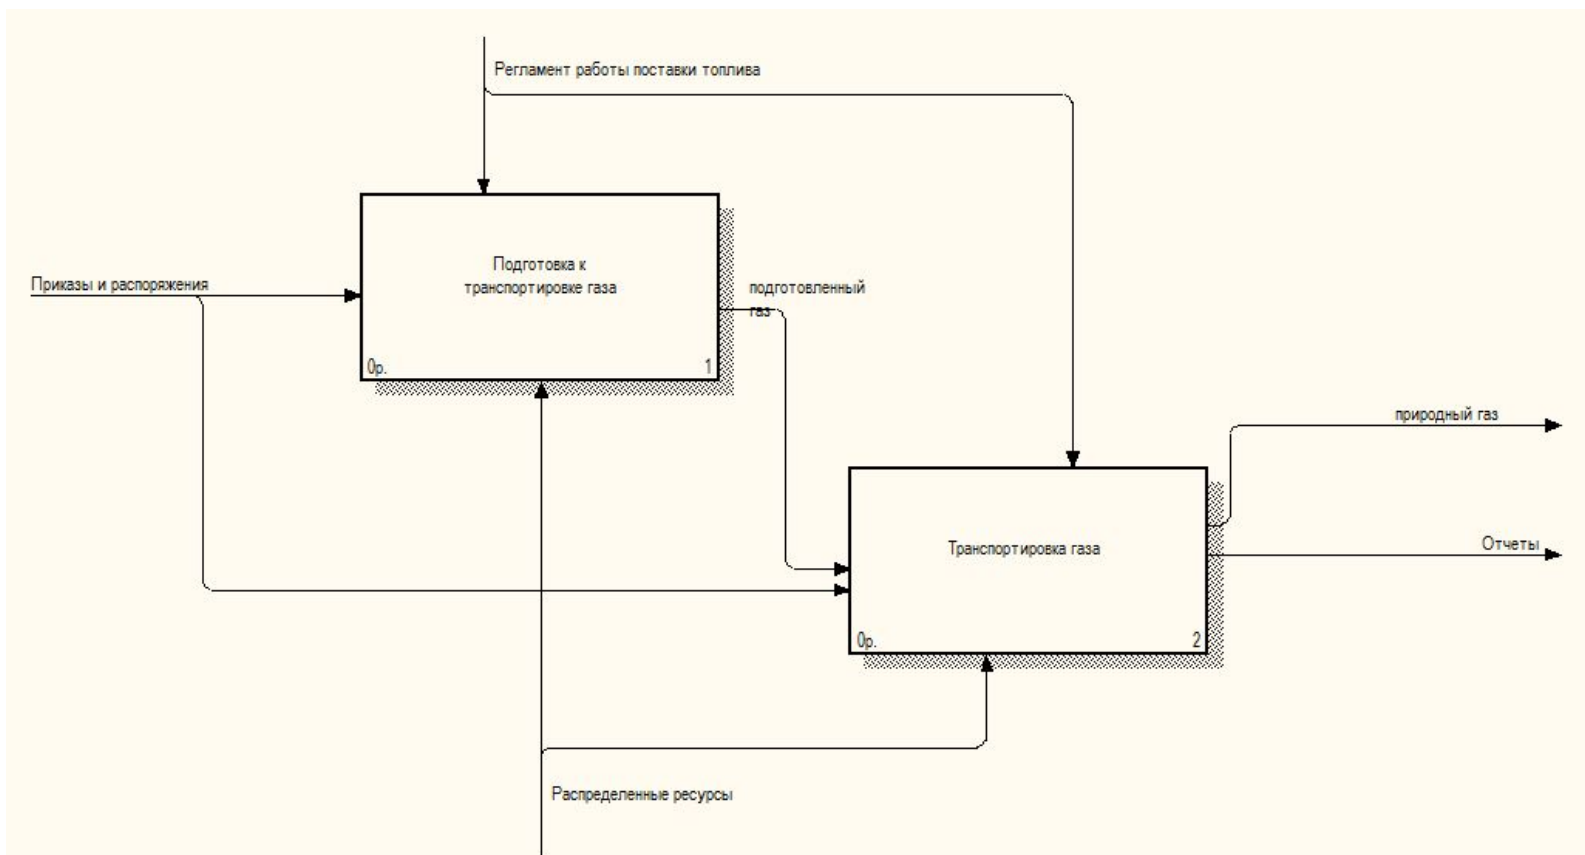 Регламент работы поставки топлива
Подготовка к
транспортировке газа
0р.
1
Приказы и распоряжения
подготовленный
газ
природный газ
Отчеты
Транспортировка газа
0р.
2
Распределенные ресурсы